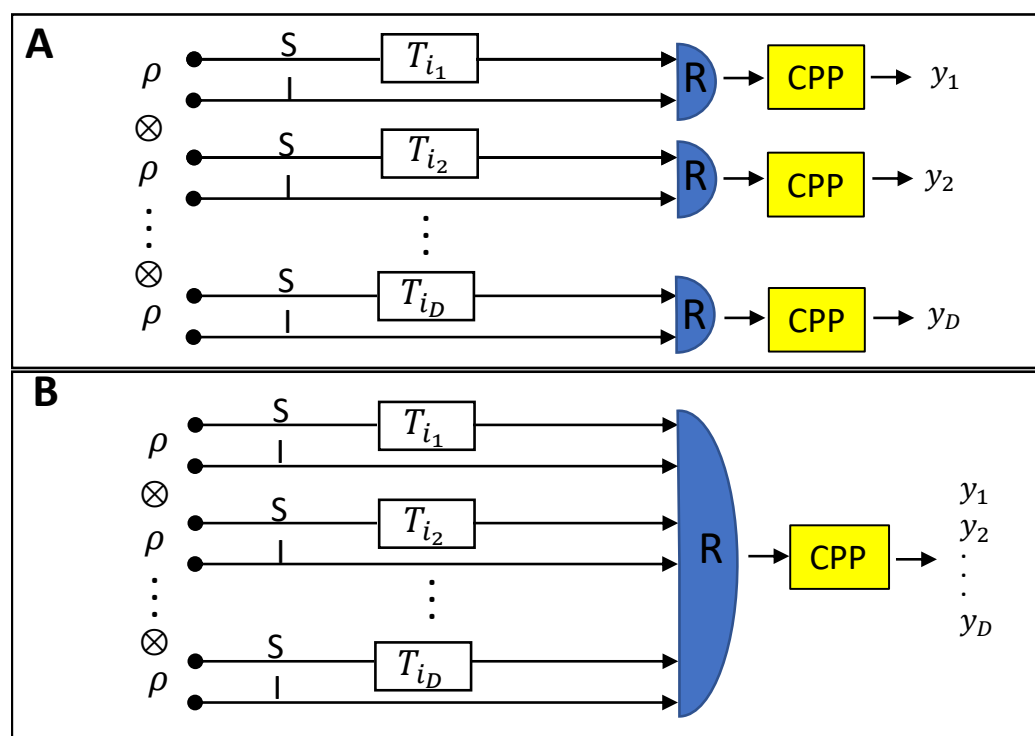 A
S
ρ T_{i_1} R CPP y_1
I
⊗
S
ρ T_{i_2} R CPP y_2
I
⋮ ⋮
⊗ S
ρ T_{i_D} R CPP y_D
I
B
S
ρ T_{i_1}
I
⊗
S
ρ T_{i_2} R CPP
I
⋮ ⋮
⊗ S
ρ T_{i_D}
I
y_1
y_2
⋮
y_D